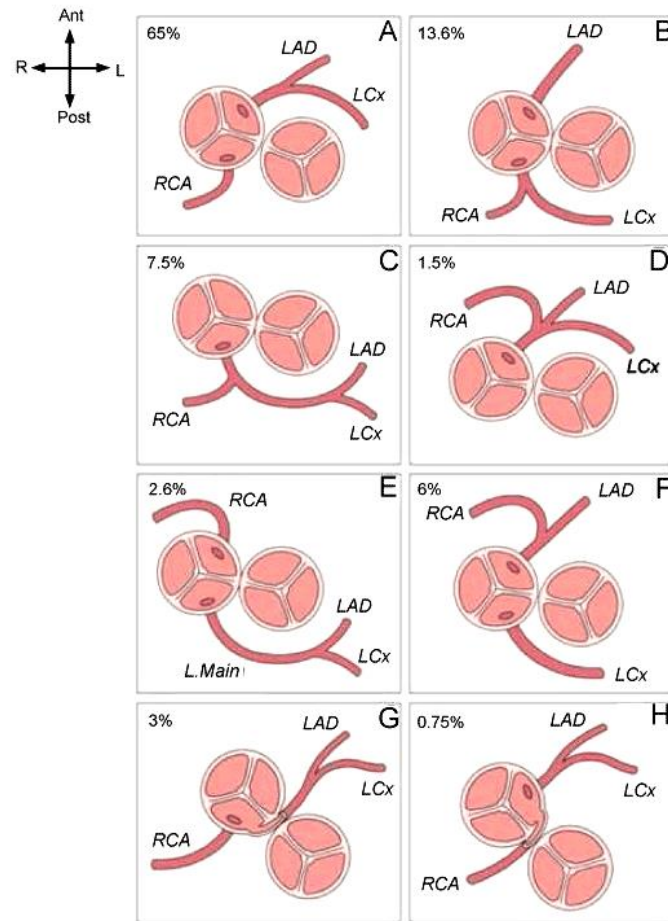 Ant
R L
Post
65% A
LAD
LCx
RCA
13.6% B
LAD
RCA
LCx
7.5% C
LAD
RCA
LCx
1.5% D
LAD
RCA
LCx
2.6% E
RCA
LAD
L.Main
LCx
6% F
LAD
RCA
LCx
3% G
LAD
LCx
RCA
0.75% H
LAD
LCx
RCA